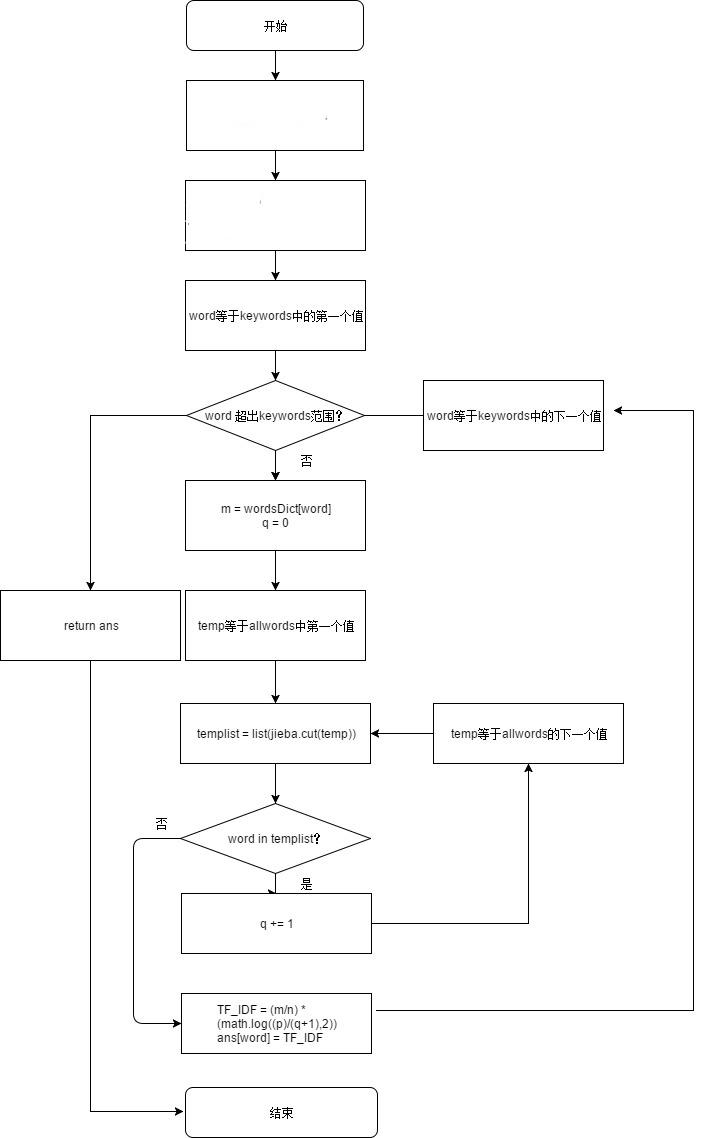 开始
word等于keywords中的第一个值
word 超出keywords范围?
word等于keywords中的下一个值
否
m = wordsDict[word]
q = 0
return ans
temp等于allwords中第一个值
templist = list(jieba.cut(temp))
temp等于allwords的下一个值
否
word in templist?
是
q += 1
TF_IDF = (m/n) *
(math.log((p)/(q+1),2))
ans[word] = TF_IDF
结束